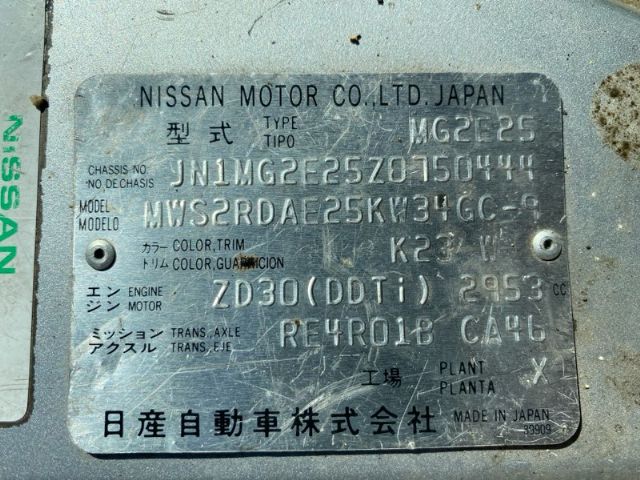 NISSAN MOTOR CO.,LTD. JAPAN
型式 TYPE TIPO MG2E25
CHASSIS NO. NO.DE CHASIS JN1MG2E25Z0750444
MODEL MODELO MWS2RDAE25KW34GC-9
カラー COLOR,TRIM
トリム COLOR,GUARNICION K23 W
エンジン ENGINE MOTOR ZD30(DDTi) 2953 CC
ミッション TRANS.,AXLE
アクスル TRANS.,EJE RE4R01B CA46
工場 PLANT PLANTA X
日産自動車株式会社 MADE IN JAPAN
39909
NISSAN